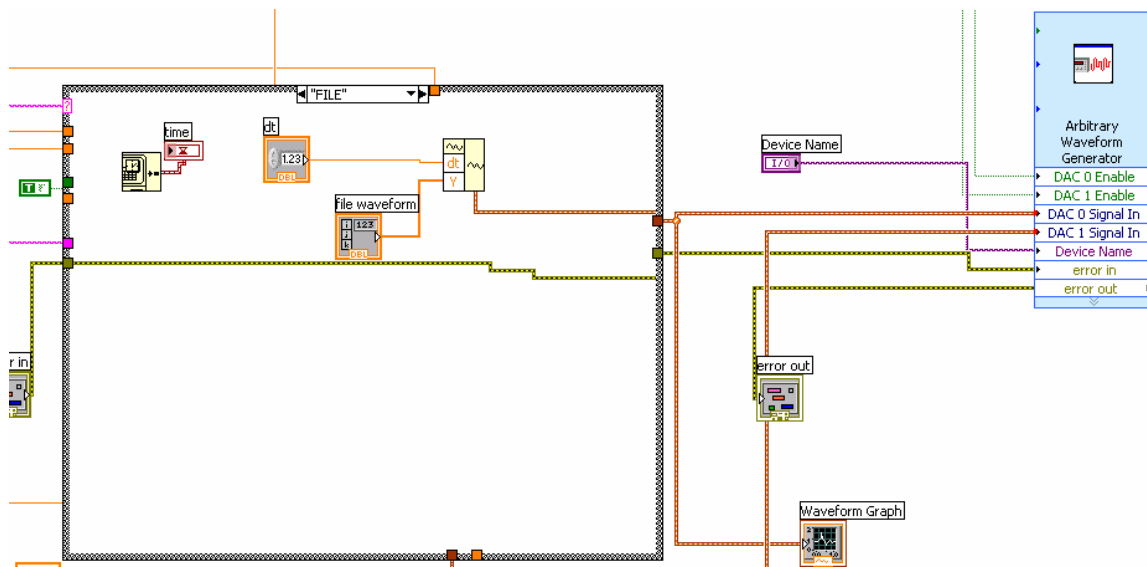 "FILE"
?
time
dt
1.23
DBL
dt
Y
file waveform
i
j
k
123
DBL
T F
Device Name
I/O
Arbitrary
Waveform
Generator
DAC 0 Enable
DAC 1 Enable
DAC 0 Signal In
DAC 1 Signal In
Device Name
error in
error out
r in
error out
Waveform Graph